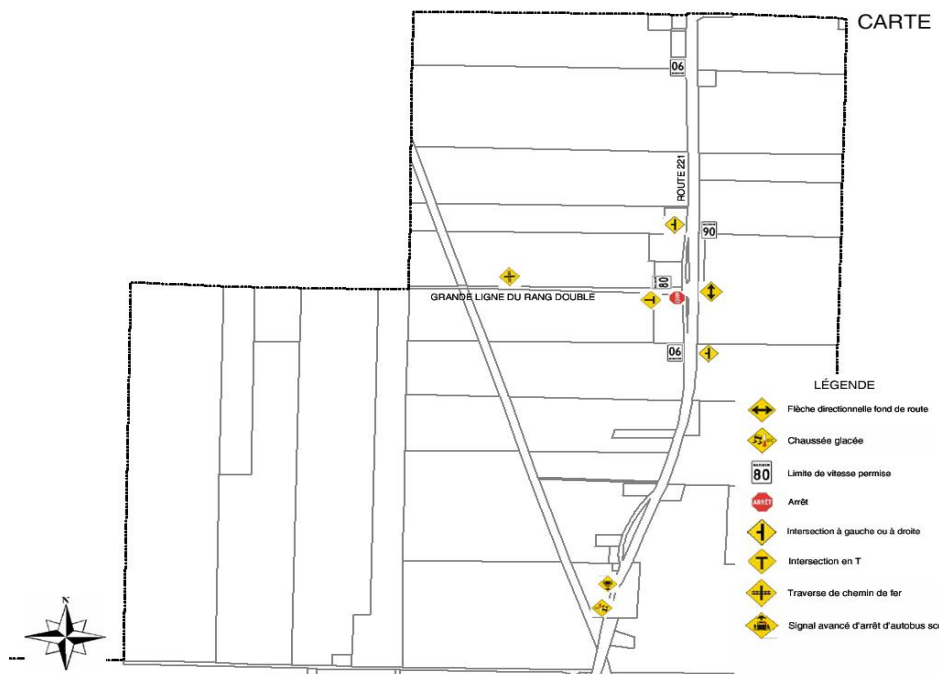 CARTE
06
ROUTE 221
90
80
GRANDE LIGNE DU RANG DOUBLE
ARRÊT
06
LÉGENDE
Flèche directionnelle fond de route
Chaussée glacée
MAXIMUM
80
Limite de vitesse permise
ARRÊT
Arrêt
Intersection à gauche ou à droite
T
Intersection en T
Traverse de chemin de fer
Signal avancé d'arrêt d'autobus sco
N